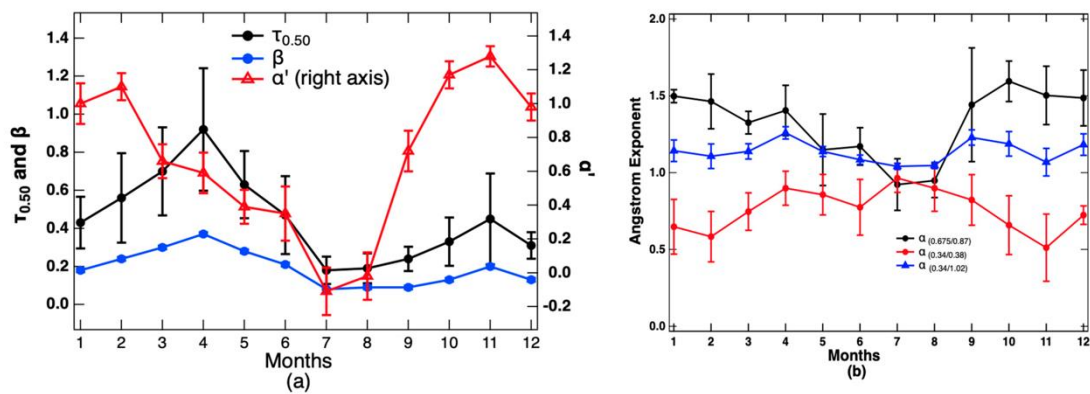 1.4
1.2
1.0
0.8
0.6
0.4
0.2
0.0
τ0.50 and β
τ0.50
β
α' (right axis)
1.4
1.2
1.0
0.8
0.6
0.4
0.2
0.0
-0.2
α'
1 2 3 4 5 6 7 8 9 10 11 12
Months
(a)
2.0
1.5
1.0
0.5
0.0
Angstrom Exponent
α (0.675/0.87)
α (0.34/0.38)
α (0.34/1.02)
1 2 3 4 5 6 7 8 9 10 11 12
Months
(b)